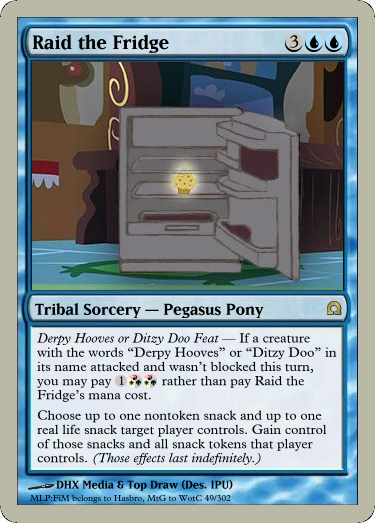 Raid the Fridge 3
Tribal Sorcery — Pegasus Pony
Derpy Hooves or Ditzy Doo Feat — If a creature
with the words “Derpy Hooves” or “Ditzy Doo” in
its name attacked and wasn’t blocked this turn,
you may pay 1 rather than pay Raid the
Fridge’s mana cost.
Choose up to one nontoken snack and up to one
real life snack target player controls. Gain control
of those snacks and all snack tokens that player
controls. (Those effects last indefinitely.)
DHX Media & Top Draw (Des. IPU)
MLP:FiM belongs to Hasbro, MtG to WotC 49/302